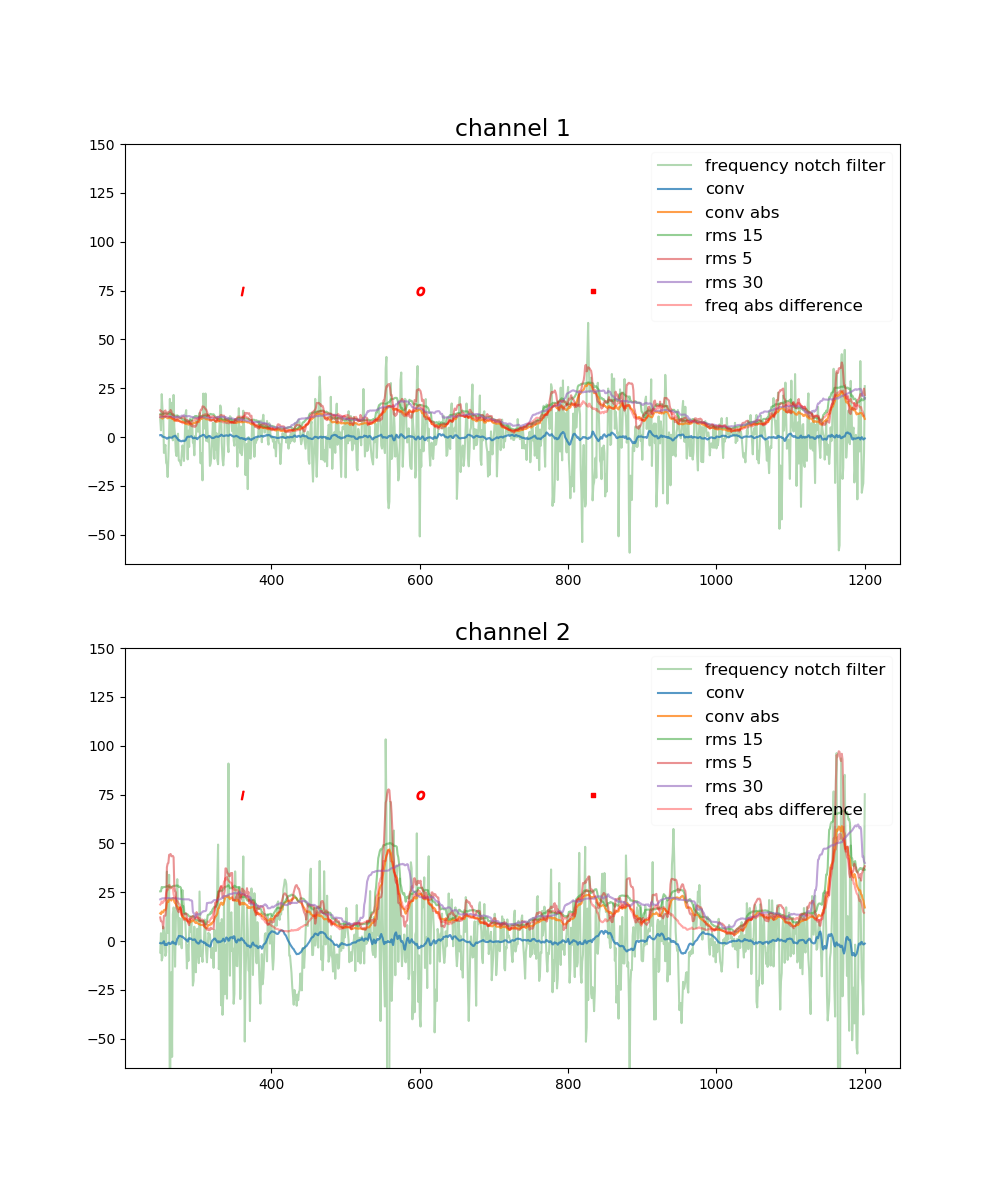 channel 1
150
125
100
75
50
25
0
−25
−50
frequency notch filter
conv
conv abs
rms 15
rms 5
rms 30
freq abs difference
I
O
.
400 600 800 1000 1200
channel 2
150
125
100
75
50
25
0
−25
−50
frequency notch filter
conv
conv abs
rms 15
rms 5
rms 30
freq abs difference
I
O
.
400 600 800 1000 1200